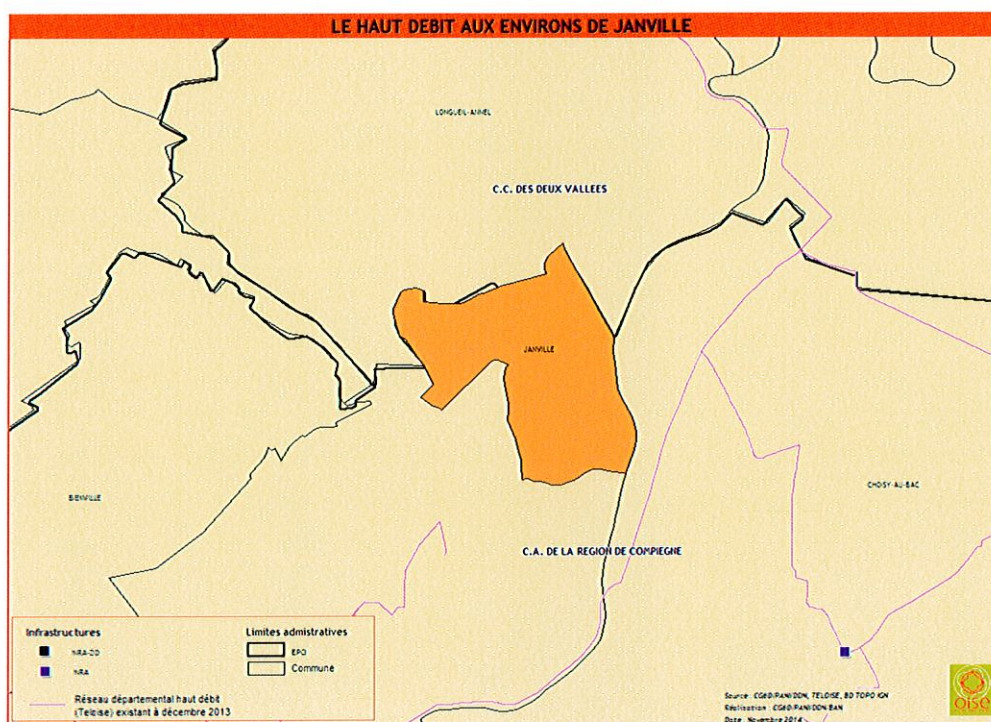 LE HAUT DEBIT AUX ENVIRONS DE JANVILLE
LONGUEIL-ANNEL
C.C. DES DEUX VALLEES
JANVILLE
BIENVILLE
CHOISY-AU-BAC
C.A. DE LA REGION DE COMPIEGNE
Infrastructures
NRA-ZO
NRA
Réseau départemental haut débit
(Teloise) existant à décembre 2013
Limites admistratives
EPCI
Commune
Source : CG60/PANIDON, TELOISE, BD TOPO IGN
Réalisation : CG60/PANIDON/BAN
Date : Novembre 2014
oise